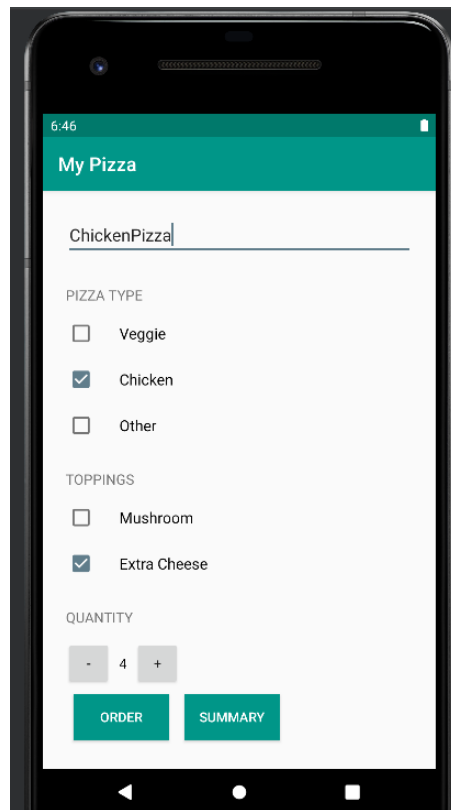 6:46
My Pizza
ChickenPizza
PIZZA TYPE
Veggie
Chicken
Other
TOPPINGS
Mushroom
Extra Cheese
QUANTITY
- 4 +
ORDER SUMMARY